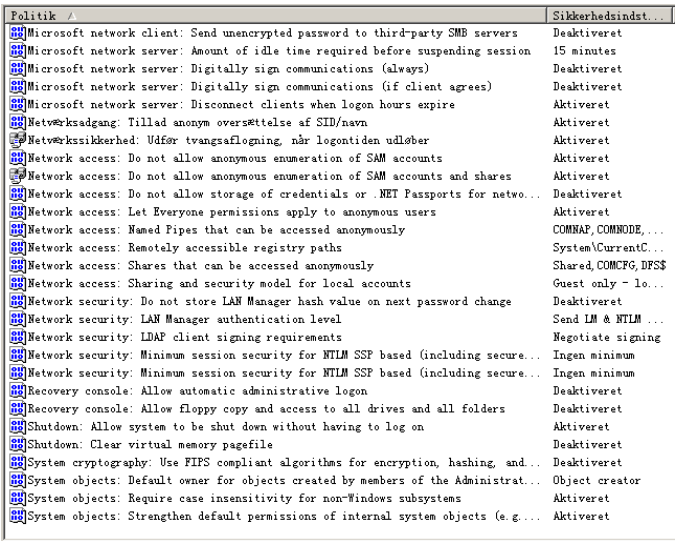 Politik Sikkerhedsindst...
Microsoft network client: Send unencrypted password to third-party SMB servers Deaktiveret
Microsoft network server: Amount of idle time required before suspending session 15 minutes
Microsoft network server: Digitally sign communications (always) Deaktiveret
Microsoft network server: Digitally sign communications (if client agrees) Deaktiveret
Microsoft network server: Disconnect clients when logon hours expire Aktiveret
Netværksadgang: Tillad anonym oversættelse af SID/navn Aktiveret
Netværkssikkerhed: Udfør tvangsaflogning, når logontiden udløber Aktiveret
Network access: Do not allow anonymous enumeration of SAM accounts Aktiveret
Network access: Do not allow anonymous enumeration of SAM accounts and shares Aktiveret
Network access: Do not allow storage of credentials or .NET Passports for netwo... Deaktiveret
Network access: Let Everyone permissions apply to anonymous users Aktiveret
Network access: Named Pipes that can be accessed anonymously COMNAP,COMNODE,...
Network access: Remotely accessible registry paths System\CurrentC...
Network access: Shares that can be accessed anonymously Shared,COMCFG,DFS$
Network access: Sharing and security model for local accounts Guest only - lo...
Network security: Do not store LAN Manager hash value on next password change Deaktiveret
Network security: LAN Manager authentication level Send LM & NTLM ...
Network security: LDAP client signing requirements Negotiate signing
Network security: Minimum session security for NTLM SSP based (including secure... Ingen minimum
Network security: Minimum session security for NTLM SSP based (including secure... Ingen minimum
Recovery console: Allow automatic administrative logon Deaktiveret
Recovery console: Allow floppy copy and access to all drives and all folders Deaktiveret
Shutdown: Allow system to be shut down without having to log on Aktiveret
Shutdown: Clear virtual memory pagefile Deaktiveret
System cryptography: Use FIPS compliant algorithms for encryption, hashing, and... Deaktiveret
System objects: Default owner for objects created by members of the Administrat... Object creator
System objects: Require case insensitivity for non-Windows subsystems Aktiveret
System objects: Strengthen default permissions of internal system objects (e.g.... Aktiveret